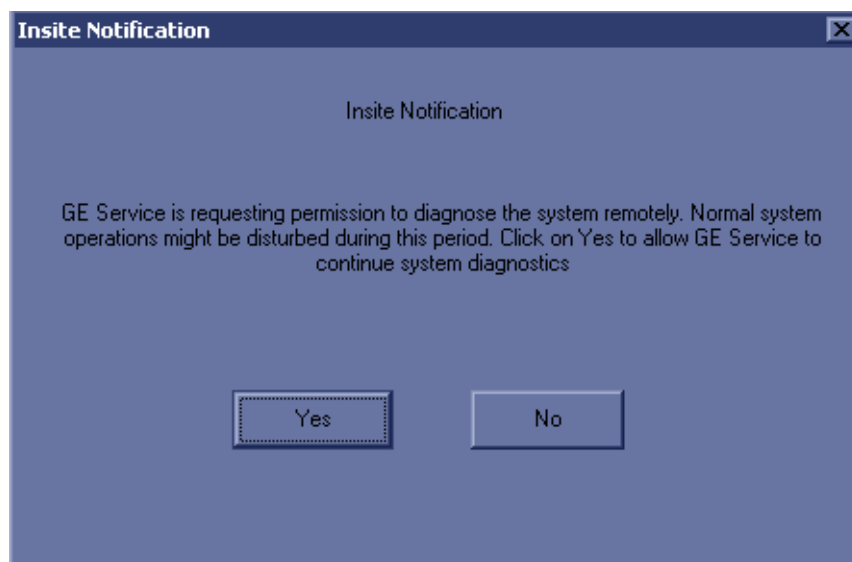 Insite Notification
Insite Notification
GE Service is requesting permission to diagnose the system remotely. Normal system
operations might be disturbed during this period. Click on Yes to allow GE Service to
continue system diagnostics
Yes No